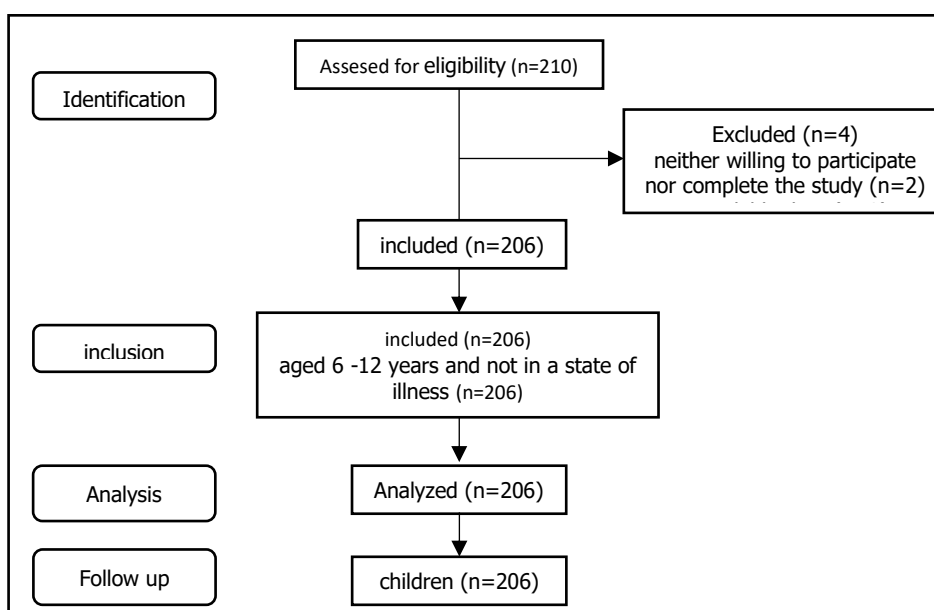 Assesed for eligibility (n=210)
Identification
Excluded (n=4)
neither willing to participate
nor complete the study (n=2)
included (n=206)
inclusion
included (n=206)
aged 6 -12 years and not in a state of
illness (n=206)
Analysis
Analyzed (n=206)
Follow up
children (n=206)